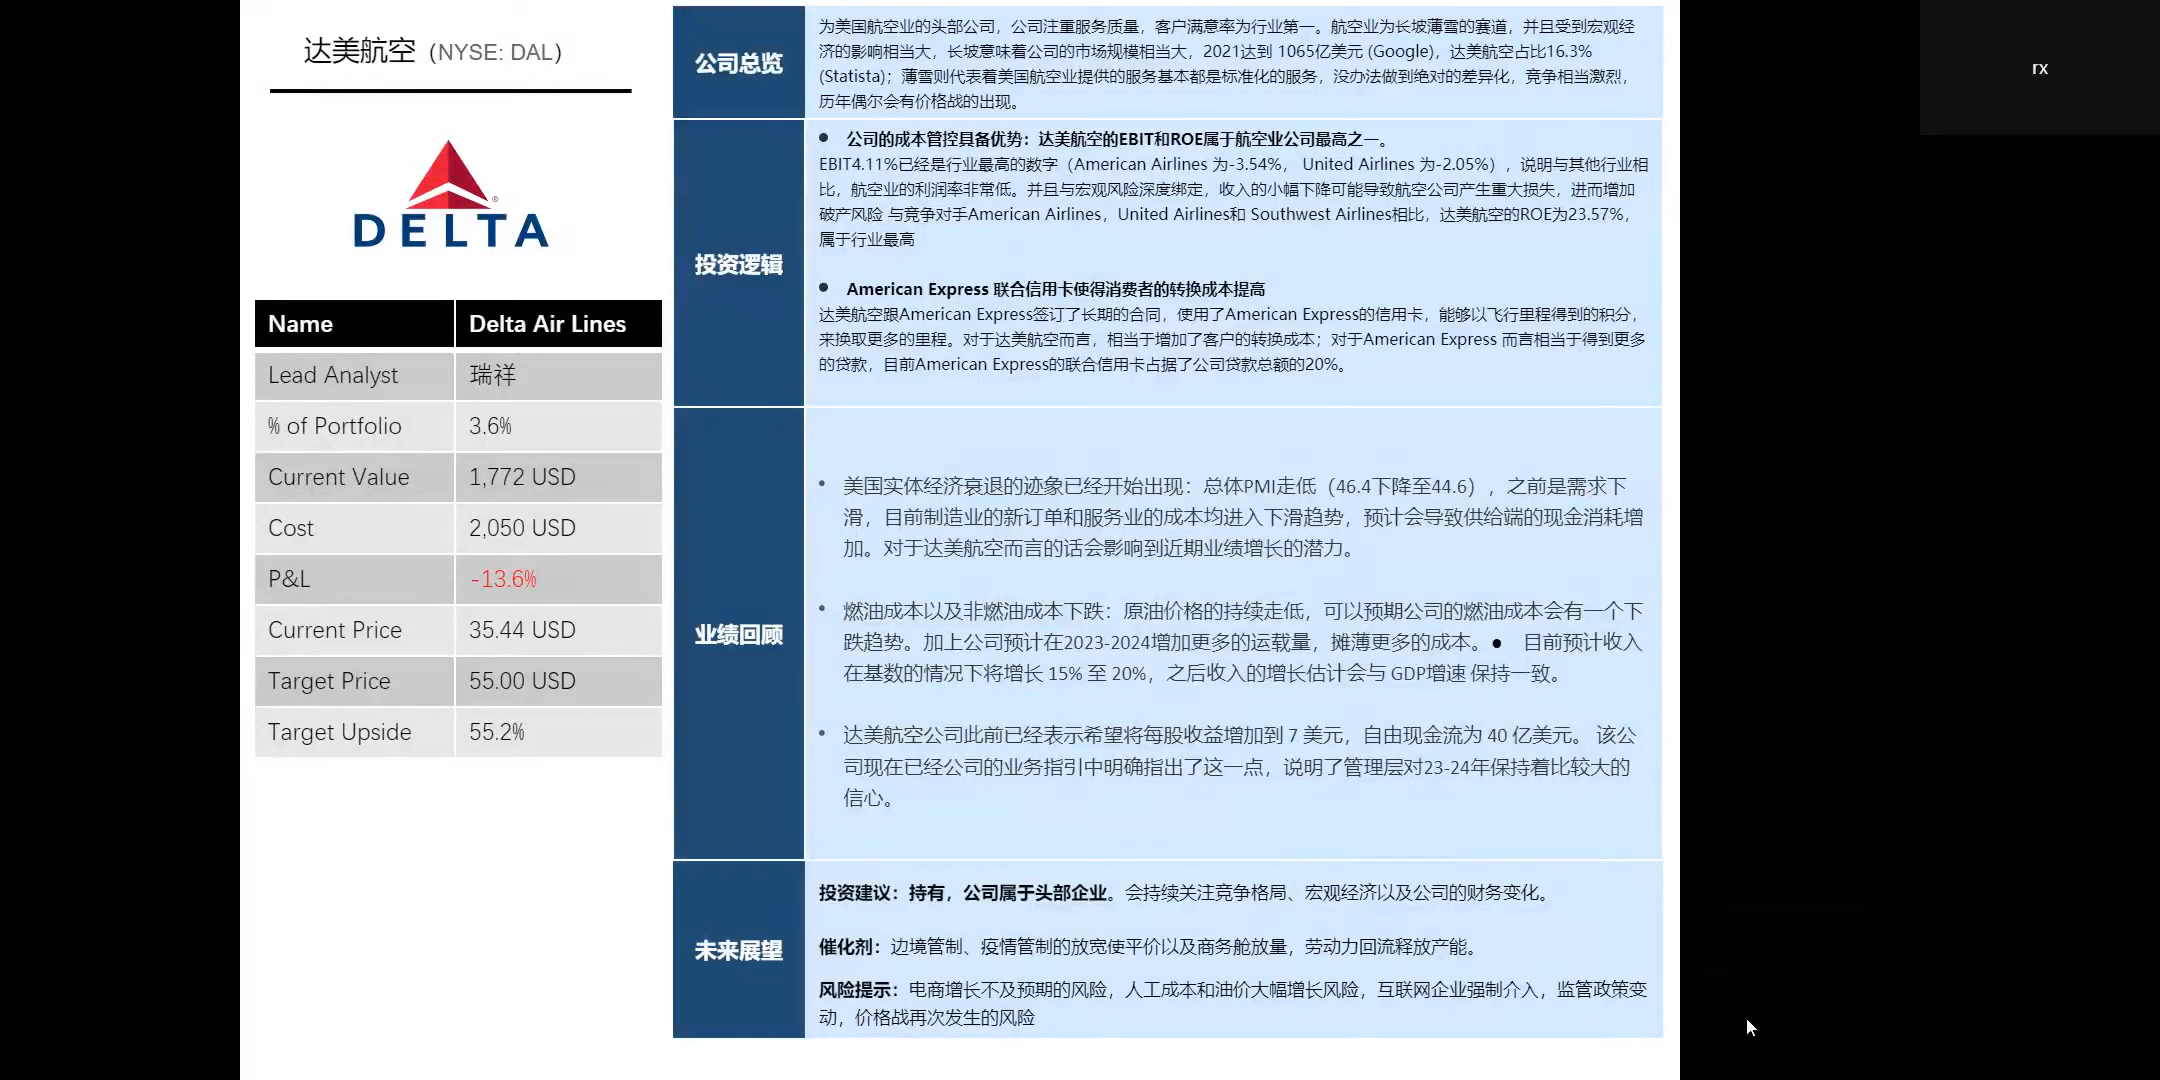 达美航空 (NYSE: DAL)
DELTA
Name Delta Air Lines
Lead Analyst 瑞祥
% of Portfolio 3.6%
Current Value 1,772 USD
Cost 2,050 USD
P&L -13.6%
Current Price 35.44 USD
Target Price 55.00 USD
Target Upside 55.2%
公司总览
为美国航空业的头部公司，公司注重服务质量，客户满意率为行业第一。航空业为长坡薄雪的赛道，并且受到宏观经
济的影响相当大，长坡意味着公司的市场规模相当大，2021达到 1065亿美元 (Google)，达美航空占比16.3%
(Statista)；薄雪则代表着美国航空业提供的服务基本都是标准化的服务，没办法做到绝对的差异化，竞争相当激烈，
历年偶尔会有价格战的出现。
投资逻辑
● 公司的成本管控具备优势：达美航空的EBIT和ROE属于航空业公司最高之一。
EBIT4.11%已经是行业最高的数字（American Airlines 为-3.54%， United Airlines 为-2.05%），说明与其他行业相
比，航空业的利润率非常低。并且与宏观风险深度绑定，收入的小幅下降可能导致航空公司产生重大损失，进而增加
破产风险 与竞争对手American Airlines，United Airlines和 Southwest Airlines相比，达美航空的ROE为23.57%，
属于行业最高
● American Express 联合信用卡使得消费者的转换成本提高
达美航空跟American Express签订了长期的合同，使用了American Express的信用卡，能够以飞行里程得到的积分，
来换取更多的里程。对于达美航空而言，相当于增加了客户的转换成本；对于American Express 而言相当于得到更多
的贷款，目前American Express的联合信用卡占据了公司贷款总额的20%。
业绩回顾
• 美国实体经济衰退的迹象已经开始出现：总体PMI走低（46.4下降至44.6），之前是需求下
滑，目前制造业的新订单和服务业的成本均进入下滑趋势，预计会导致供给端的现金消耗增
加。对于达美航空而言的话会影响到近期业绩增长的潜力。
• 燃油成本以及非燃油成本下跌：原油价格的持续走低，可以预期公司的燃油成本会有一个下
跌趋势。加上公司预计在2023-2024增加更多的运载量，摊薄更多的成本。● 目前预计收入
在基数的情况下将增长 15% 至 20%，之后收入的增长估计会与 GDP增速 保持一致。
• 达美航空公司此前已经表示希望将每股收益增加到 7 美元，自由现金流为 40 亿美元。 该公
司现在已经公司的业务指引中明确指出了这一点，说明了管理层对23-24年保持着比较大的
信心。
未来展望
投资建议：持有，公司属于头部企业。会持续关注竞争格局、宏观经济以及公司的财务变化。
催化剂：边境管制、疫情管制的放宽使平价以及商务舱放量，劳动力回流释放产能。
风险提示：电商增长不及预期的风险，人工成本和油价大幅增长风险，互联网企业强制介入，监管政策变
动，价格战再次发生的风险
rx